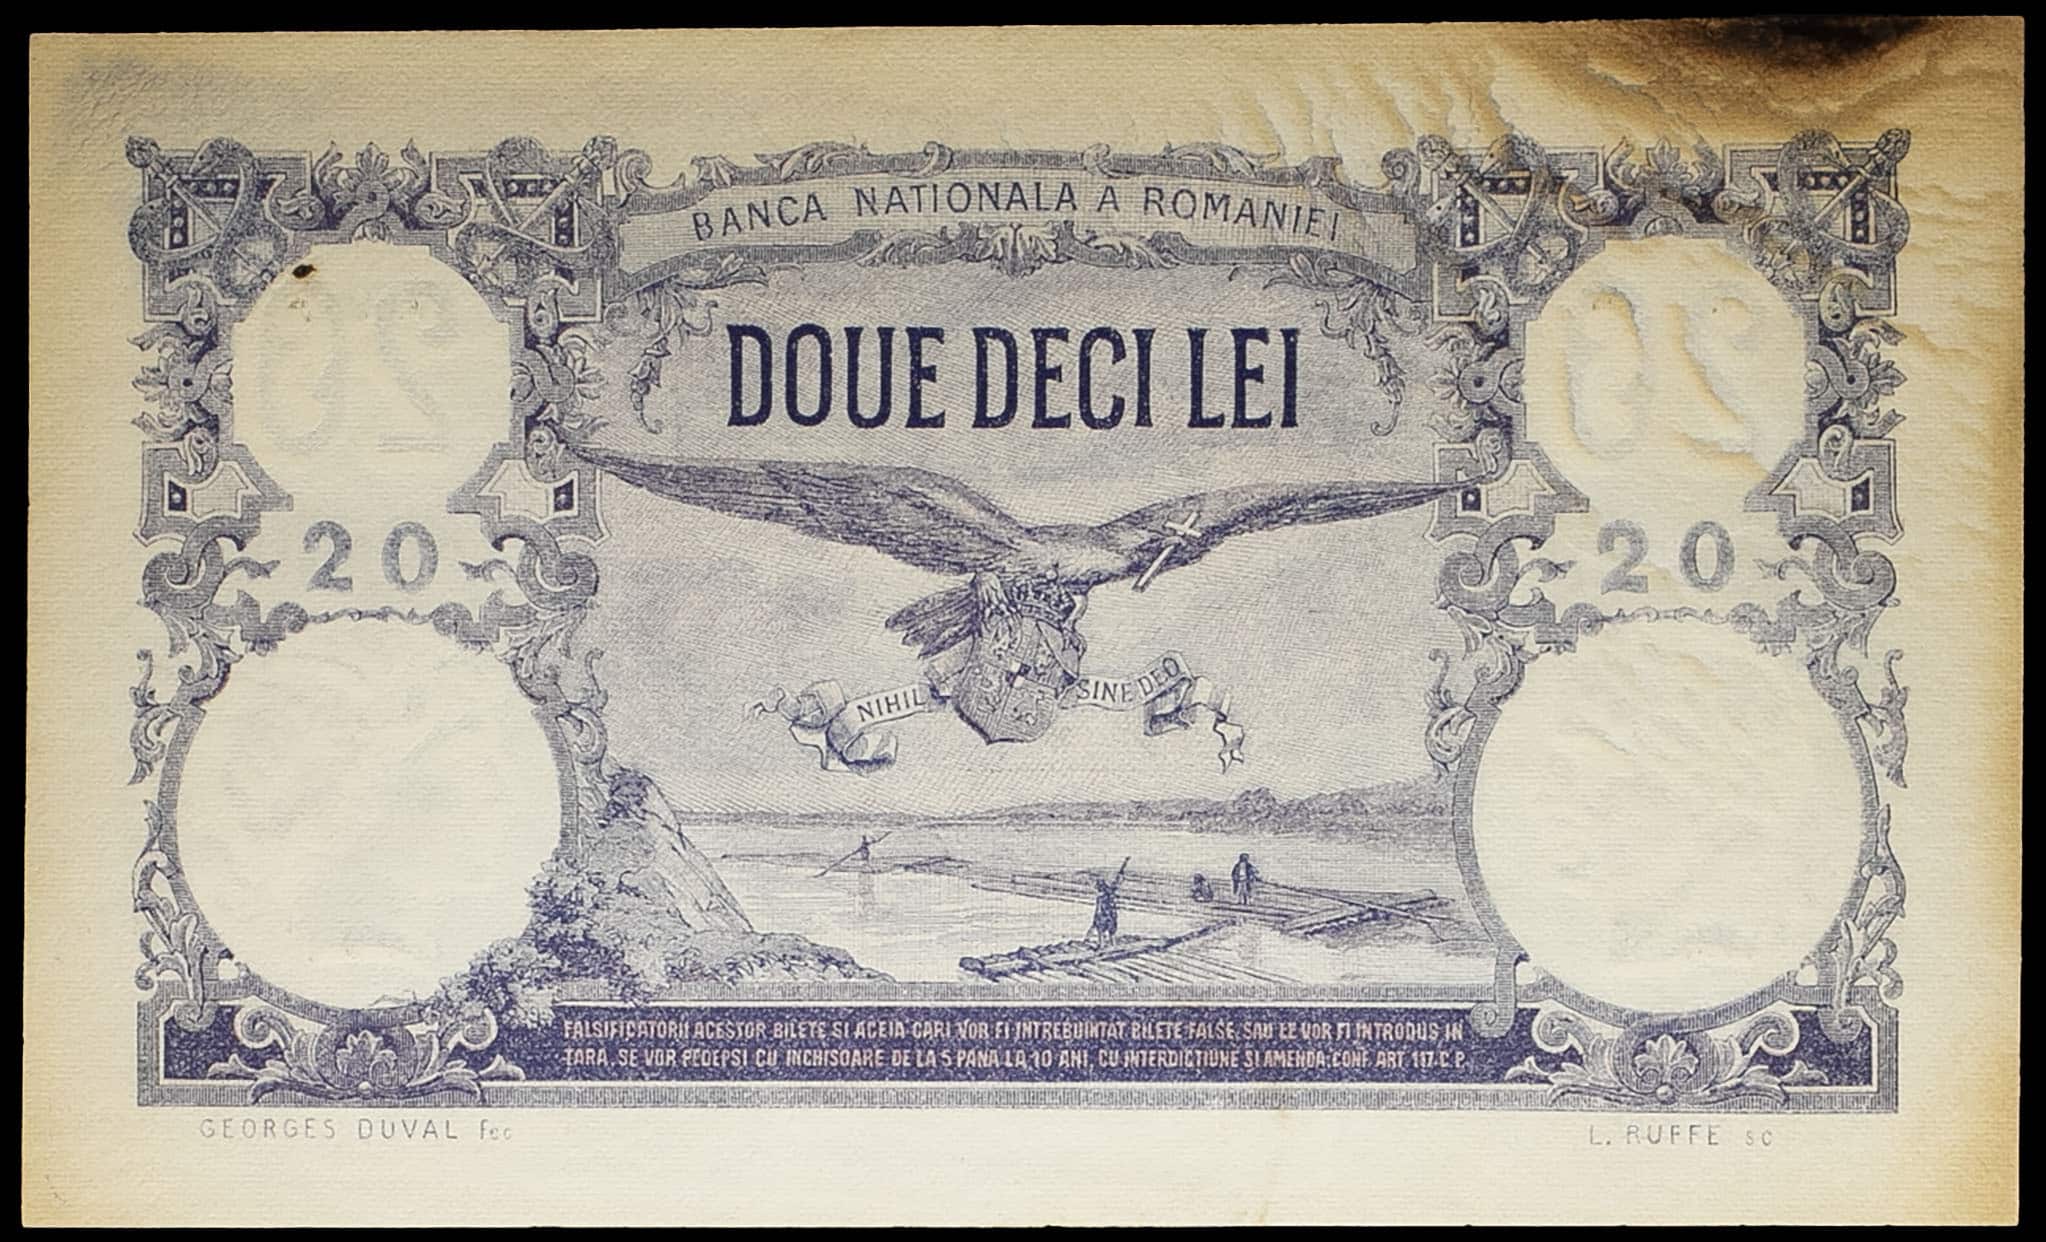 BANCA NATIONALA A ROMANIEI
DOUE DECI LEI
20
20
NIHIL SINE DEO
FALSIFICATORII ACESTOR BILETE SI ACEIA CARI VOR FI INTREBUINTAT BILETE FALSE, SAU LE VOR FI INTRODUS IN
TARA, SE VOR PEDEPSI CU INCHISOARE DE LA 5 PANA LA 10 ANI, CU INTERDICTIUNE SI AMENDA. CONF. ART. 117. C. P.
GEORGES DUVAL fec
L. RUFFE sc